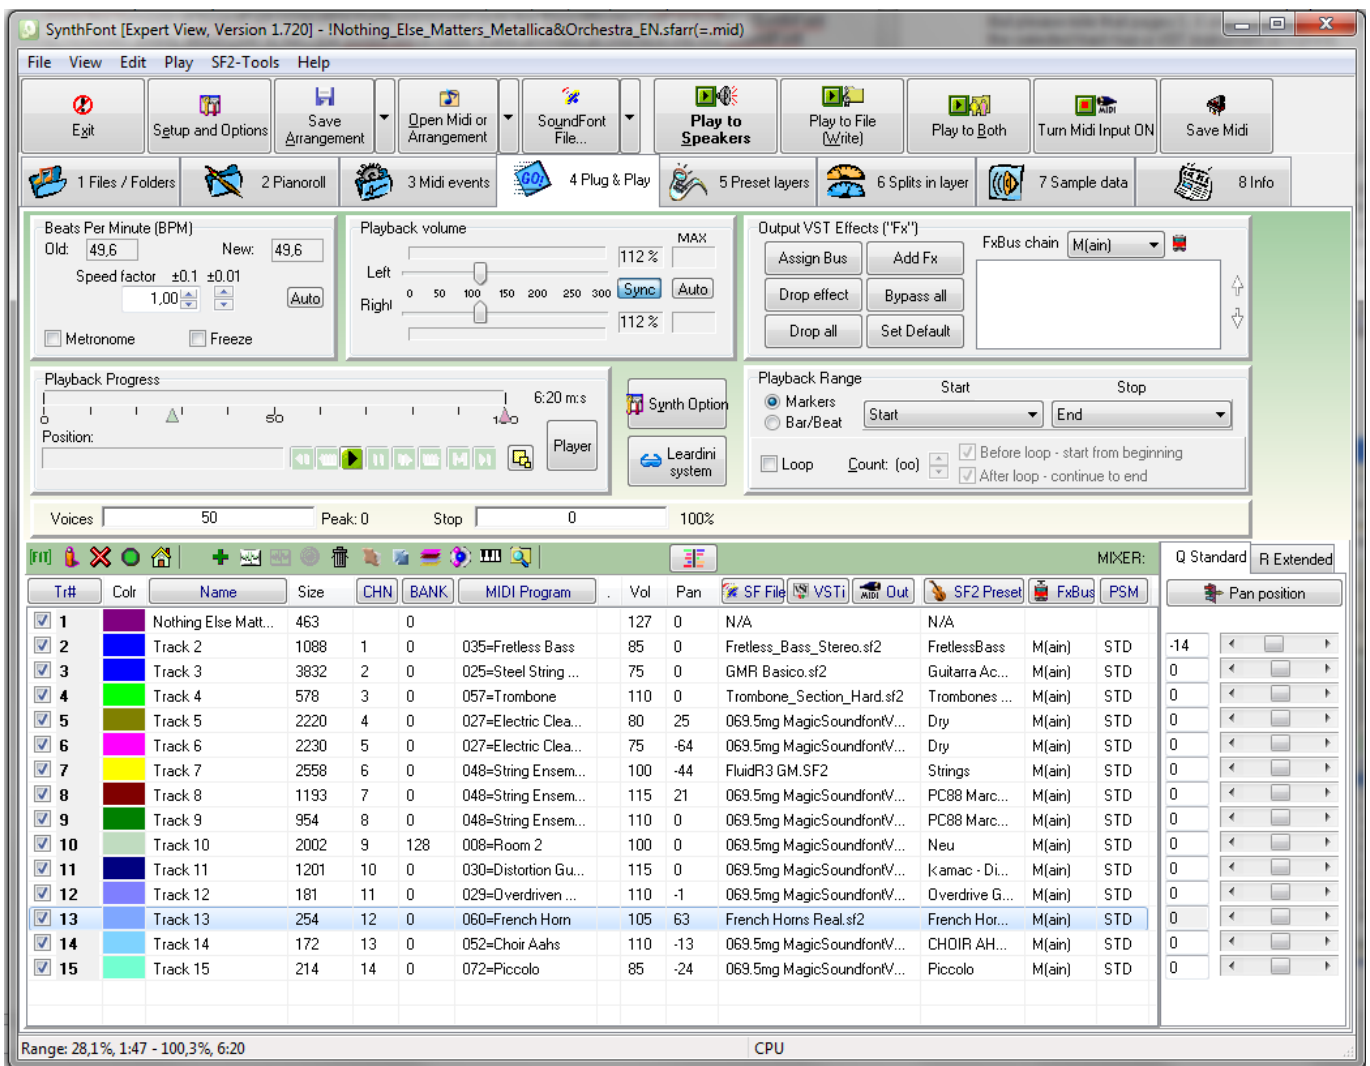 SynthFont [Expert View, Version 1.720] - !Nothing_Else_Matters_Metallica&Orchestra_EN.sfarr(=.mid)
File View Edit Play SF2-Tools Help
Exit
Setup and Options
Save Arrangement
Open Midi or Arrangement
SoundFont File...
Play to Speakers
Play to File (Write)
Play to Both
Turn Midi Input ON
Save Midi
1 Files / Folders 2 Pianoroll 3 Midi events GO! 4 Plug & Play 5 Preset layers 6 Splits in layer 7 Sample data 8 Info
Beats Per Minute (BPM)
Old: 49,6 New: 49,6
Speed factor ±0.1 ±0.01
1,00 Auto
Metronome Freeze
Playback volume
MAX
112 %
Left
0 50 100 150 200 250 300 Sync Auto
Right
112 %
Output VST Effects ("Fx")
Assign Bus Add Fx
Drop effect Bypass all
Drop all Set Default
FxBus chain M(ain)
Playback Progress
6:20 m:s
0 50 100
Position:
Player
Synth Option
Leardini system
Playback Range
Start Stop
Markers
Bar/Beat
Start End
Loop Count: (oo)
Before loop - start from beginning
After loop - continue to end
Voices 50 Peak: 0 Stop 0 100%
[FIT] MIXER: Q Standard R Extended
Tr# Colr Name Size CHN BANK MIDI Program . Vol Pan SF File VSTi MIDI Out SF2 Preset FxBus PSM Pan position
1 Nothing Else Matt... 463 0 127 0 N/A N/A
2 Track 2 1088 1 0 035=Fretless Bass 85 0 Fretless_Bass_Stereo.sf2 FretlessBass M(ain) STD -14
3 Track 3 3832 2 0 025=Steel String ... 75 0 GMR Basico.sf2 Guitarra Ac... M(ain) STD 0
4 Track 4 578 3 0 057=Trombone 110 0 Trombone_Section_Hard.sf2 Trombones ... M(ain) STD 0
5 Track 5 2220 4 0 027=Electric Clea... 80 25 069.5mg MagicSoundfontV... Dry M(ain) STD 0
6 Track 6 2230 5 0 027=Electric Clea... 75 -64 069.5mg MagicSoundfontV... Dry M(ain) STD 0
7 Track 7 2558 6 0 048=String Ensem... 100 -44 FluidR3 GM.SF2 Strings M(ain) STD 0
8 Track 8 1193 7 0 048=String Ensem... 115 21 069.5mg MagicSoundfontV... PC88 Marc... M(ain) STD 0
9 Track 9 954 8 0 048=String Ensem... 110 0 069.5mg MagicSoundfontV... PC88 Marc... M(ain) STD 0
10 Track 10 2002 9 128 008=Room 2 100 0 069.5mg MagicSoundfontV... Neu M(ain) STD 0
11 Track 11 1201 10 0 030=Distortion Gu... 115 0 069.5mg MagicSoundfontV... kamac - Di... M(ain) STD 0
12 Track 12 181 11 0 029=Overdriven ... 110 -1 069.5mg MagicSoundfontV... Overdrive G... M(ain) STD 0
13 Track 13 254 12 0 060=French Horn 105 63 French Horns Real.sf2 French Hor... M(ain) STD 0
14 Track 14 172 13 0 052=Choir Aahs 110 -13 069.5mg MagicSoundfontV... CHOIR AH... M(ain) STD 0
15 Track 15 214 14 0 072=Piccolo 85 -24 069.5mg MagicSoundfontV... Piccolo M(ain) STD 0
Range: 28,1%, 1:47 - 100,3%, 6:20 CPU